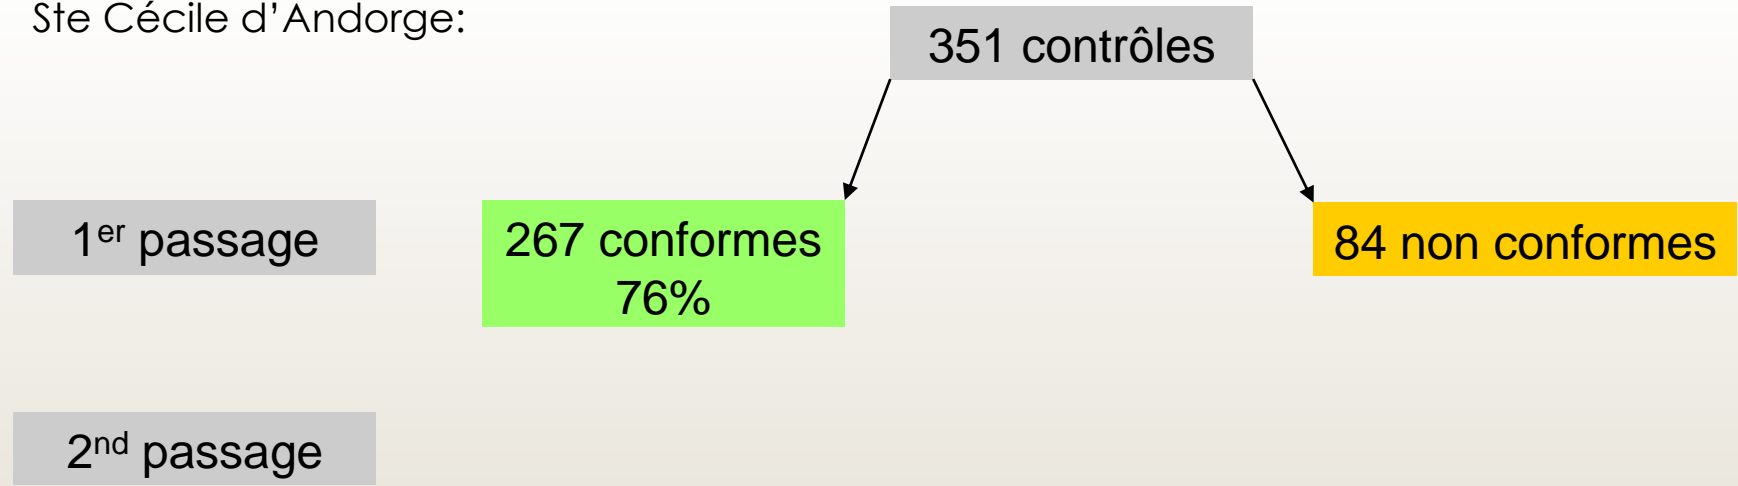 Ste Cécile d’Andorge:
351 contrôles
1er passage
267 conformes
76%
84 non conformes
2nd passage